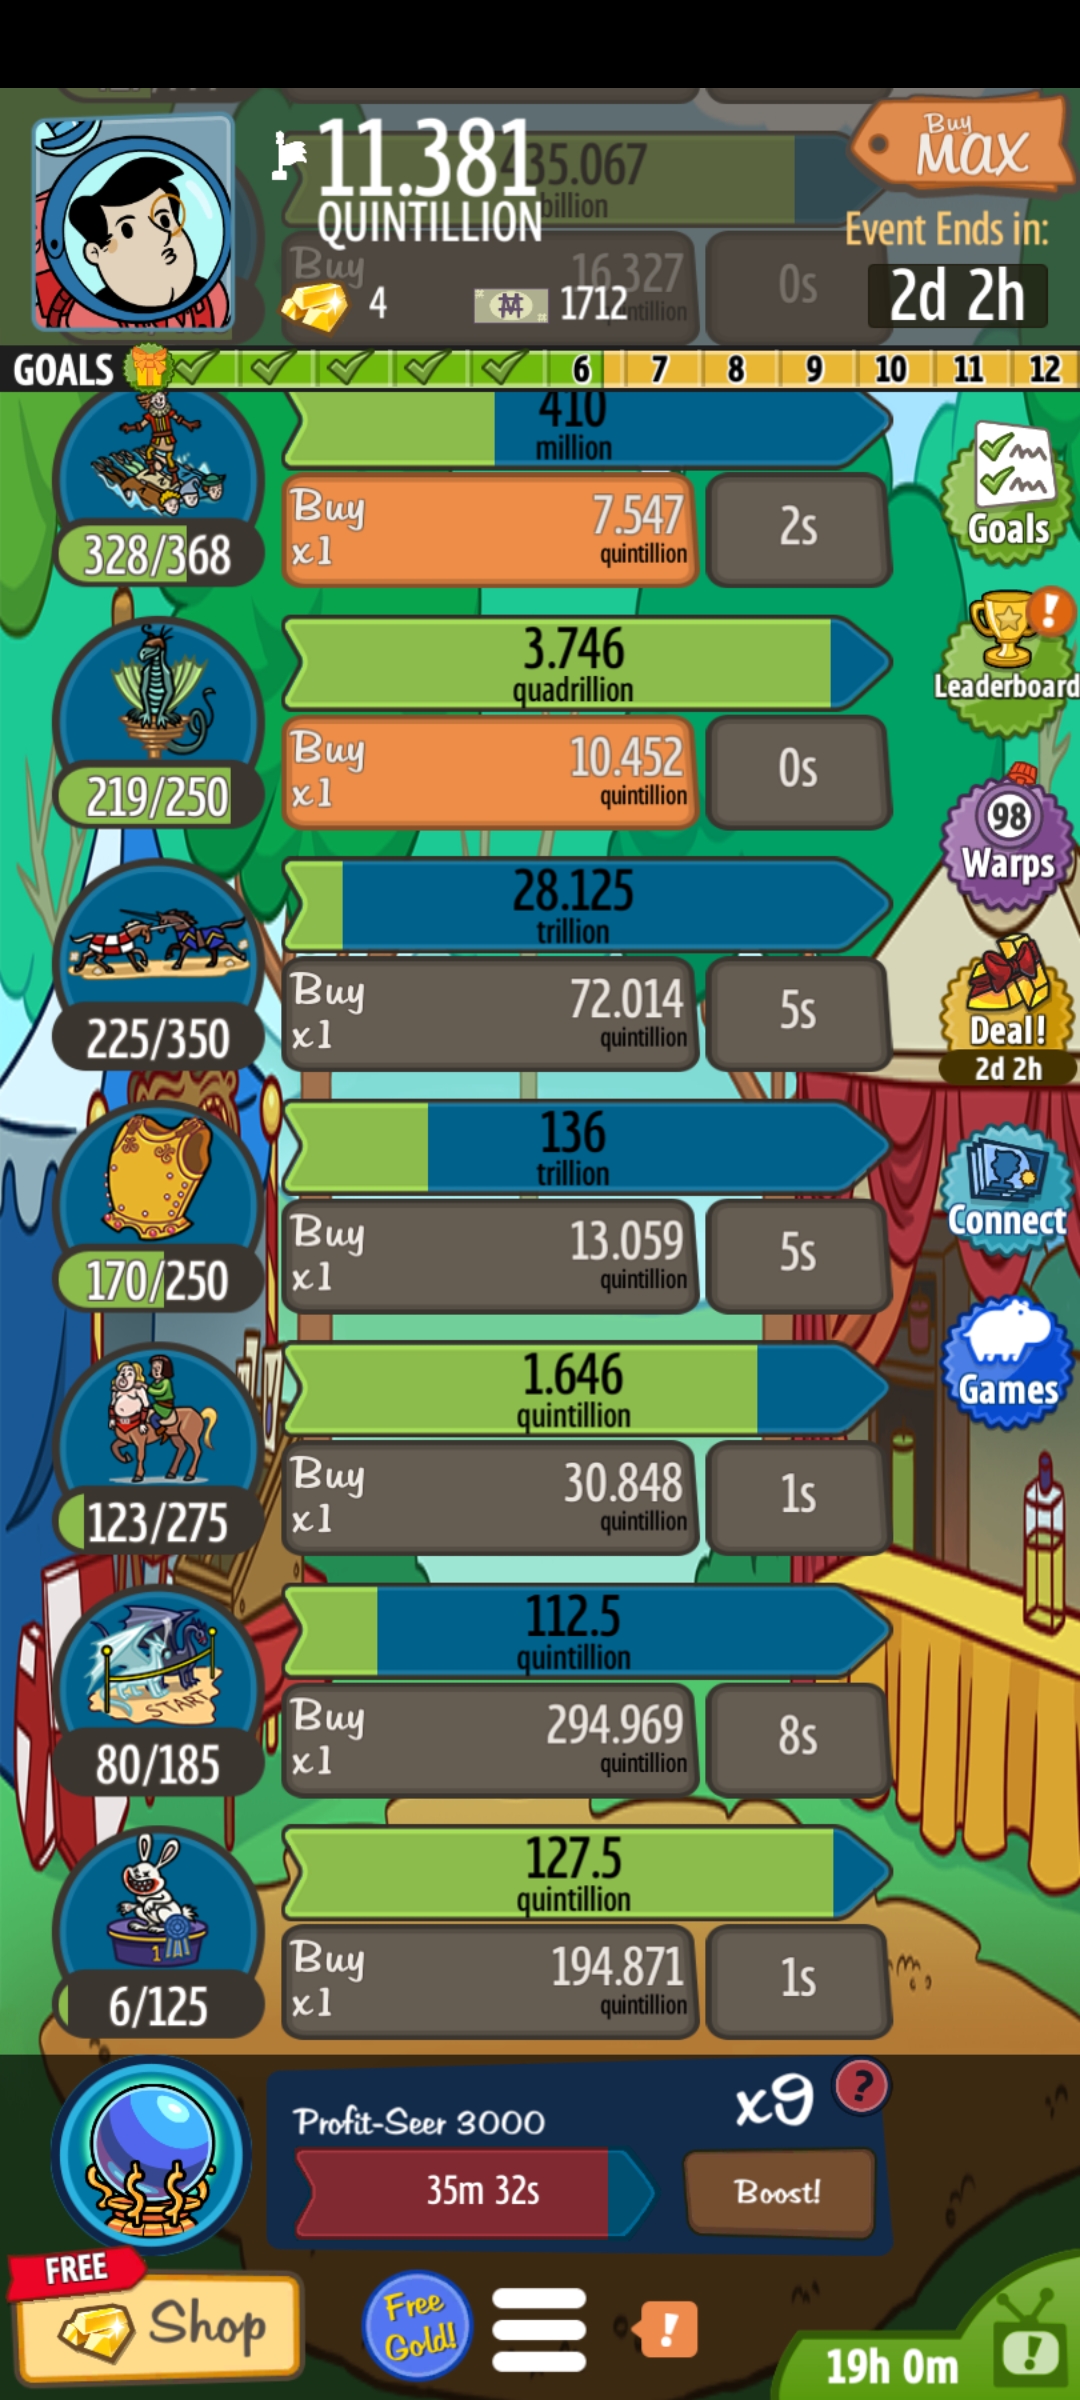 11.381
QUINTILLION
435.067
billion
Buy
16.327
0s
4
1712
Buy
MAX
Event Ends in:
2d 2h
GOALS
6 7 8 9 10 11 12
410
million
328/368
Buy
x1
7.547
quintillion
2s
Goals
3.746
quadrillion
219/250
Buy
x1
10.452
quintillion
0s
Leaderboard
28.125
trillion
225/350
Buy
x1
72.014
quintillion
5s
98
Warps
Deal!
2d 2h
136
trillion
170/250
Buy
x1
13.059
quintillion
5s
Connect
1.646
quintillion
123/275
Buy
x1
30.848
quintillion
1s
Games
112.5
quintillion
START
80/185
Buy
x1
294.969
quintillion
8s
127.5
quintillion
1
6/125
Buy
x1
194.871
quintillion
1s
Profit-Seer 3000
x9
?
35m 32s
Boost!
FREE
Shop
Free
Gold!
!
19h 0m
!